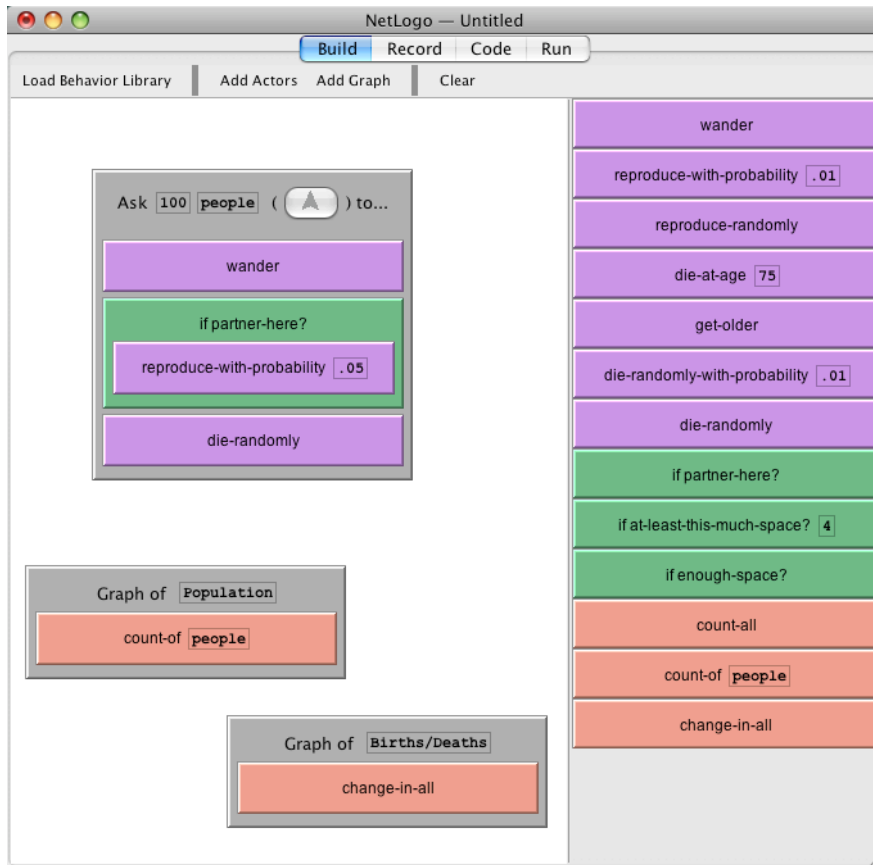 NetLogo — Untitled
Build Record Code Run
Load Behavior Library Add Actors Add Graph Clear
Ask 100 people ( ) to...
wander
if partner-here?
reproduce-with-probability .05
die-randomly
Graph of Population
count-of people
Graph of Births/Deaths
change-in-all
wander
reproduce-with-probability .01
reproduce-randomly
die-at-age 75
get-older
die-randomly-with-probability .01
die-randomly
if partner-here?
if at-least-this-much-space? 4
if enough-space?
count-all
count-of people
change-in-all